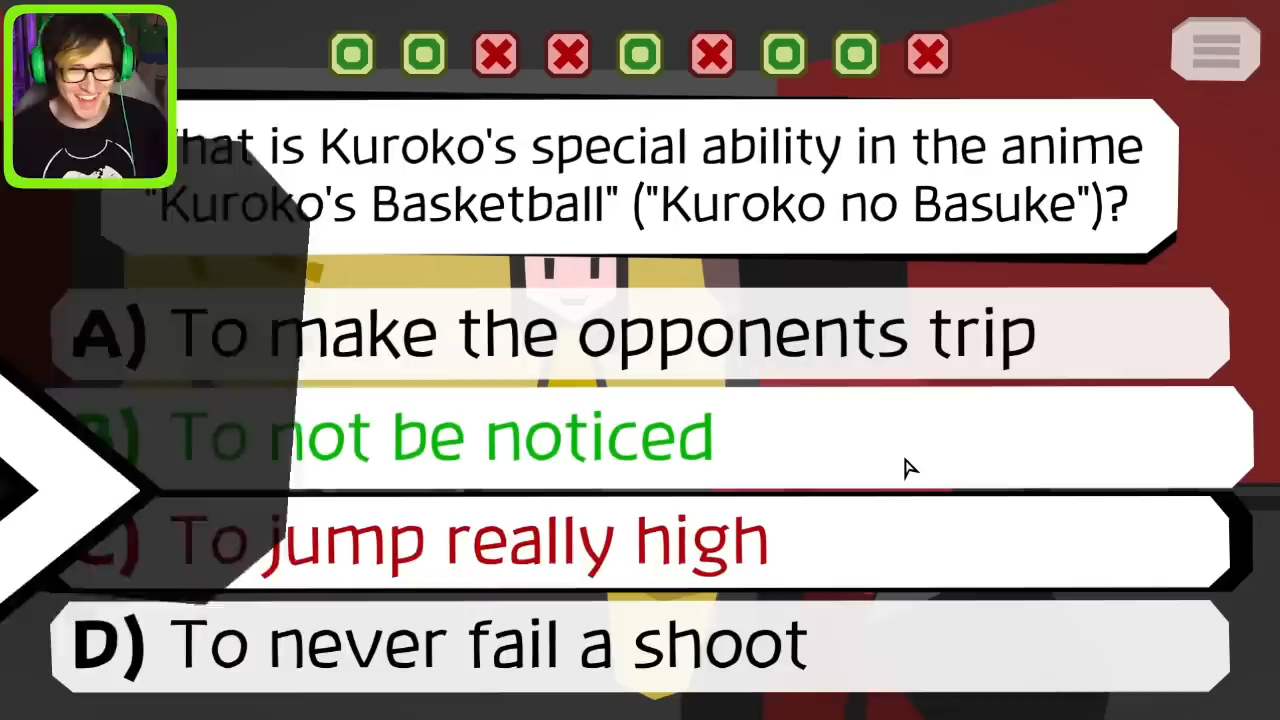 What is Kuroko's special ability in the anime
"Kuroko's Basketball" ("Kuroko no Basuke")?
A) To make the opponents trip
B) To not be noticed
C) To jump really high
D) To never fail a shoot